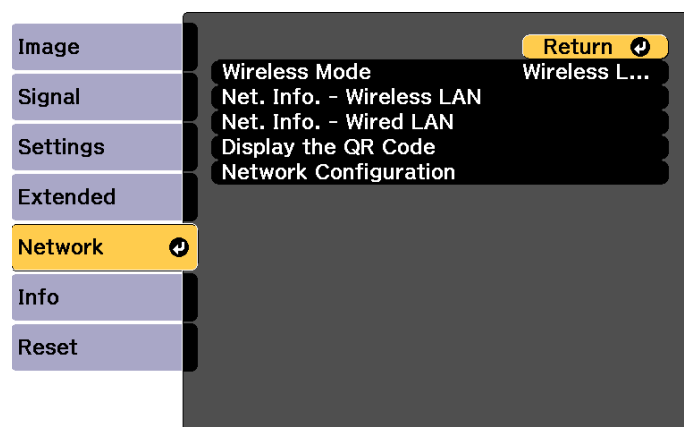 Image
Signal
Settings
Extended
Network
Info
Reset
Return
Wireless Mode Wireless L...
Net. Info. - Wireless LAN
Net. Info. - Wired LAN
Display the QR Code
Network Configuration